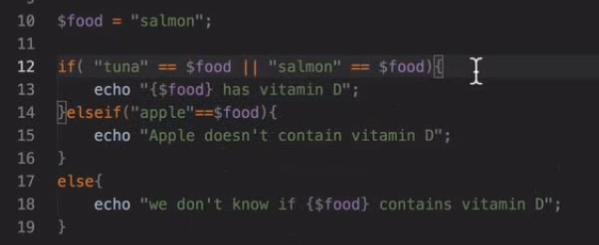 10 $food = "salmon";
11
12 if( "tuna" == $food || "salmon" == $food){
13     echo "{$food} has vitamin D";
14 }elseif("apple"==$food){
15     echo "Apple doesn't contain vitamin D";
16 }
17 else{
18     echo "we don't know if {$food} contains vitamin D";
19 }